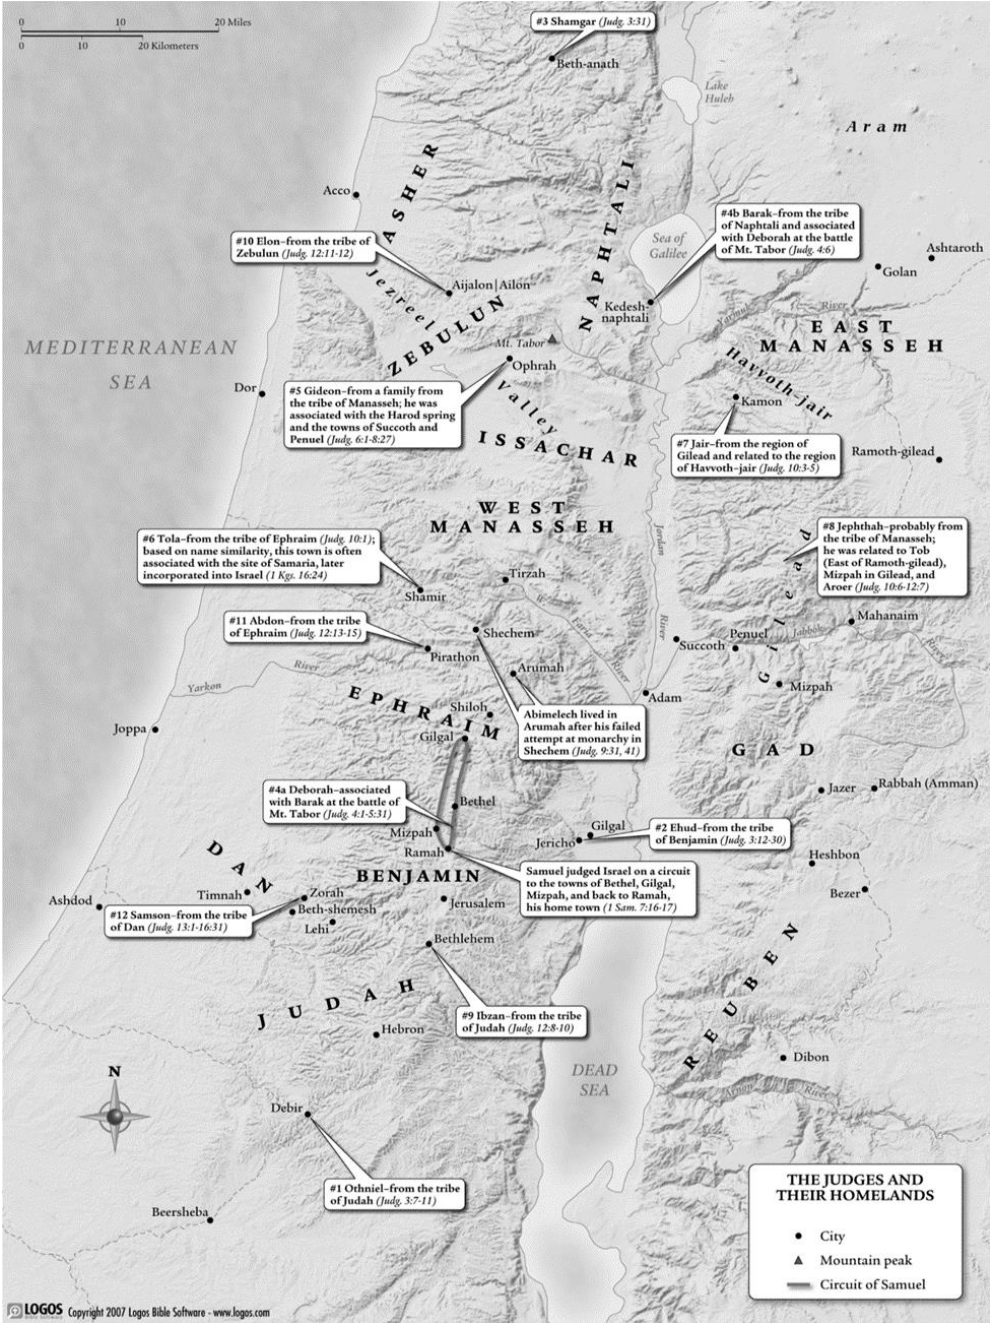 0 10 20 Miles
0 10 20 Kilometers
#3 Shamgar (Judg. 3:31)
Beth-anath
Lake
Huleh
Aram
ASHER
NAPHTALI
Acco
#4b Barak–from the tribe
of Naphtali and associated
with Deborah at the battle
of Mt. Tabor (Judg. 4:6)
#10 Elon–from the tribe of
Zebulun (Judg. 12:11-12)
Sea of
Galilee
Ashtaroth
Golan
Aijalon|Ailon
Jezreel
Kedesh-
naphtali
Yarmuk River
ZEBULUN
EAST
MANASSEH
MEDITERRANEAN
SEA
Mt. Tabor
Ophrah
Havvoth-jair
Dor
#5 Gideon–from a family from
the tribe of Manasseh; he was
associated with the Harod spring
and the towns of Succoth and
Penuel (Judg. 6:1-8:27)
Valley
Kamon
ISSACHAR
#7 Jair–from the region of
Gilead and related to the region
of Havvoth–jair (Judg. 10:3-5)
Ramoth-gilead
WEST
MANASSEH
#8 Jephthah–probably from
the tribe of Manasseh;
he was related to Tob
(East of Ramoth-gilead),
Mizpah in Gilead, and
Aroer (Judg. 10:6-12:7)
#6 Tola–from the tribe of Ephraim (Judg. 10:1);
based on name similarity, this town is often
associated with the site of Samaria, later
incorporated into Israel (1 Kgs. 16:24)
Jordan River
Gilead
Tirzah
Shamir
#11 Abdon–from the tribe
of Ephraim (Judg. 12:13-15)
Shechem
Faria River
Mahanaim
Penuel
Jabbok River
Succoth
Pirathon
Arumah
Yarkon River
Mizpah
Adam
EPHRAIM
Shiloh
Gilgal
Abimelech lived in
Arumah after his failed
attempt at monarchy in
Shechem (Judg. 9:31, 41)
Joppa
GAD
#4a Deborah–associated
with Barak at the battle of
Mt. Tabor (Judg. 4:1-5:31)
Bethel
Jazer
Rabbah (Amman)
Mizpah
Ramah
Gilgal
Jericho
#2 Ehud–from the tribe
of Benjamin (Judg. 3:12-30)
DAN
Heshbon
BENJAMIN
Samuel judged Israel on a circuit
to the towns of Bethel, Gilgal,
Mizpah, and back to Ramah,
his home town (1 Sam. 7:16-17)
Bezer
Timnah
Zorah
Ashdod
Beth-shemesh
Jerusalem
#12 Samson–from the tribe
of Dan (Judg. 13:1-16:31)
Lehi
Bethlehem
REUBEN
JUDAH
#9 Ibzan–from the tribe
of Judah (Judg. 12:8-10)
Hebron
Dibon
N
DEAD
SEA
Arnon River
Debir
#1 Othniel–from the tribe
of Judah (Judg. 3:7-11)
Beersheba
THE JUDGES AND
THEIR HOMELANDS
City
Mountain peak
Circuit of Samuel
LOGOS Bible Software Copyright 2007 Logos Bible Software - www.logos.com